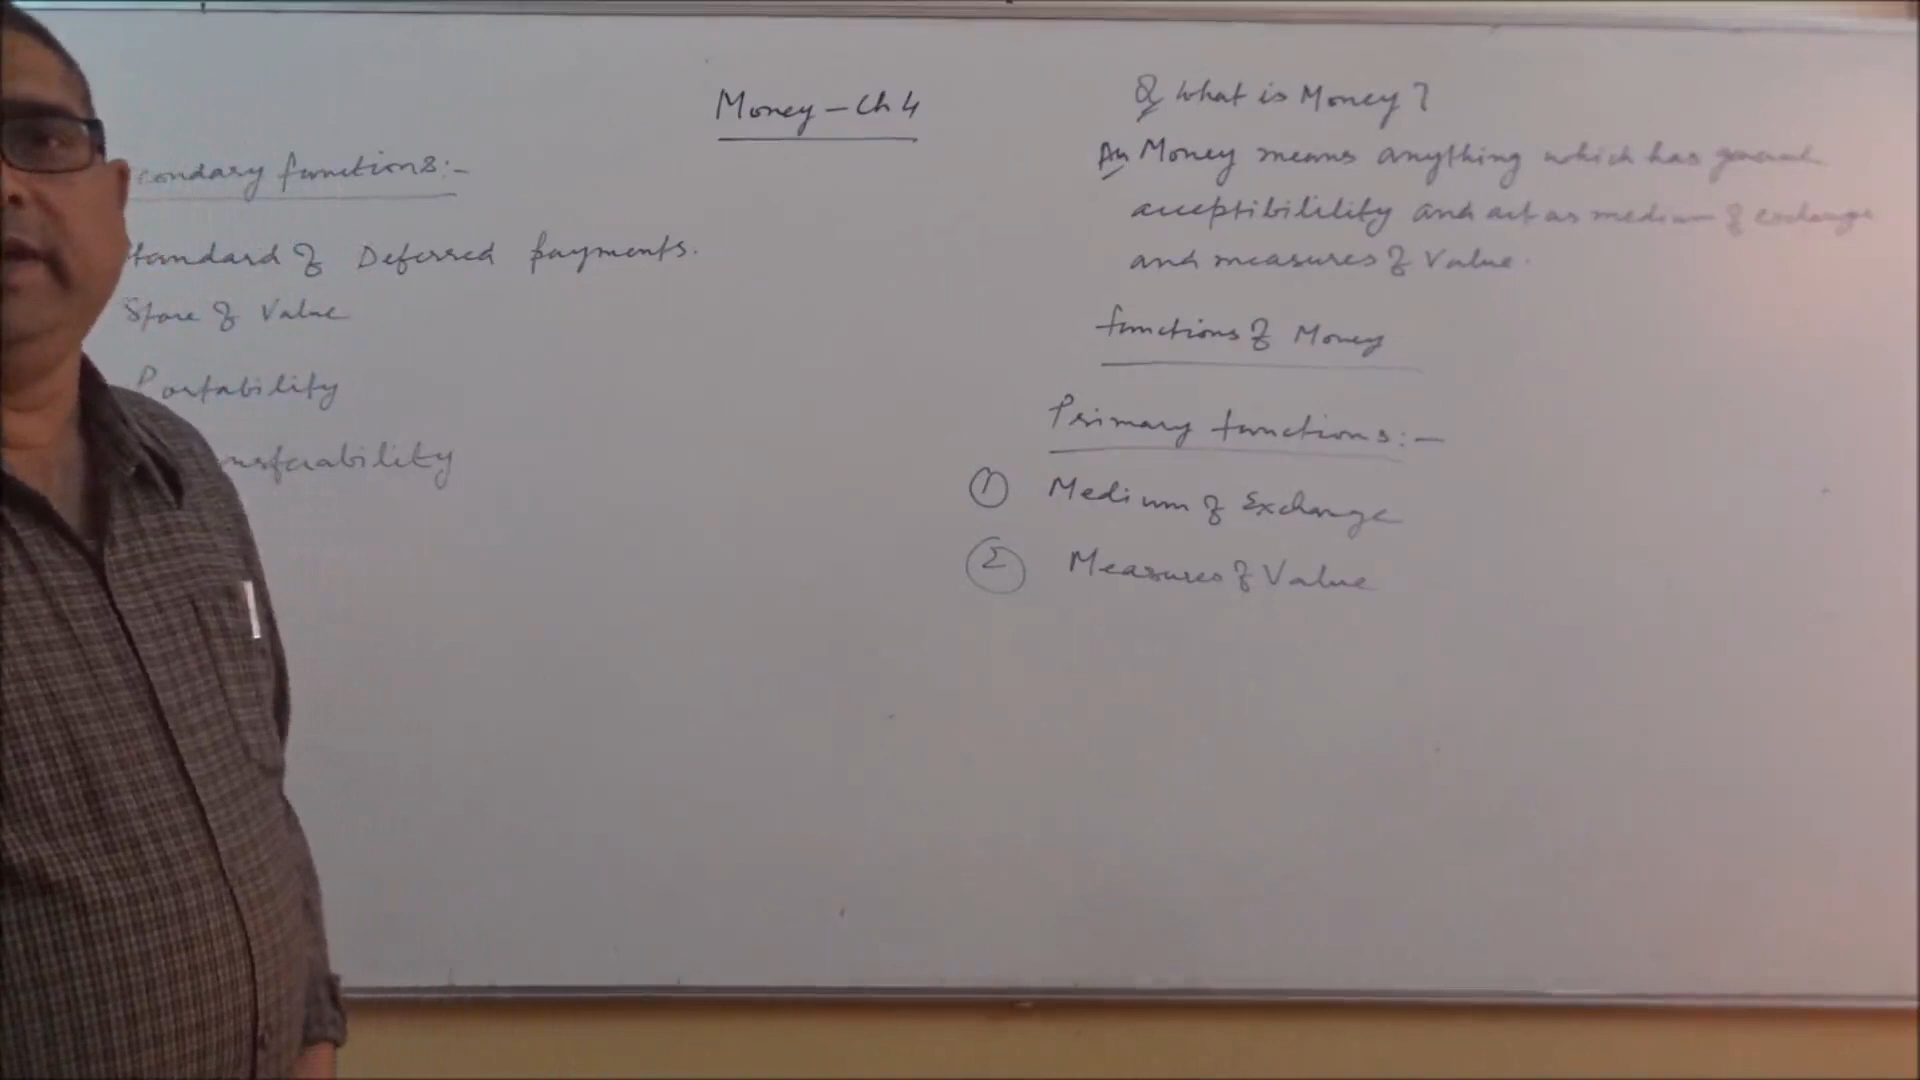 Money - Ch 4
condary functions:-
tandard of Deferred payments.
Store of Value
Portability
nsferability
Q What is Money?
An Money means anything which has general
acceptibilility and act as medium of exchange
and measures of Value.
functions of Money
Primary functions:-
1 Medium of Exchange
2 Measures of Value